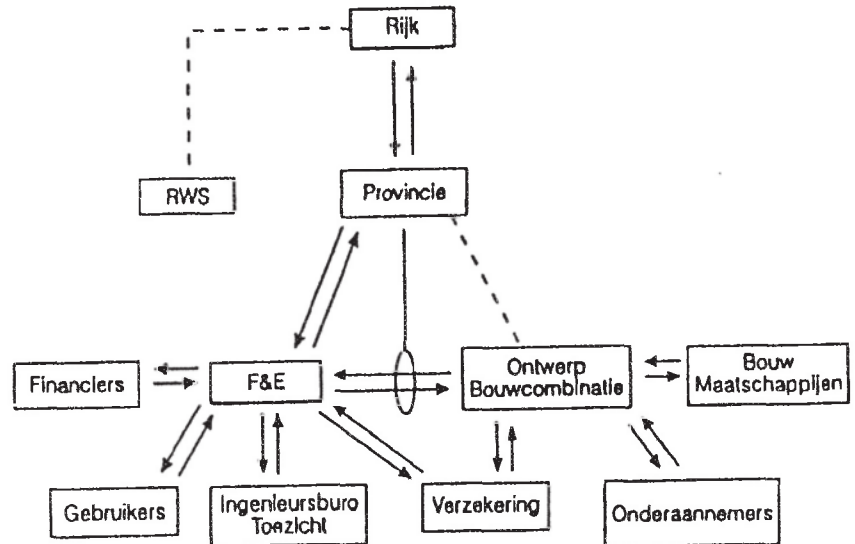 Rijk
RWS
Provincie
Financiers
F&E
Ontwerp
Bouwcombinatie
Bouw
Maatschappijen
Gebruikers
Ingenieursburo
Toezicht
Verzekering
Onderaannemers